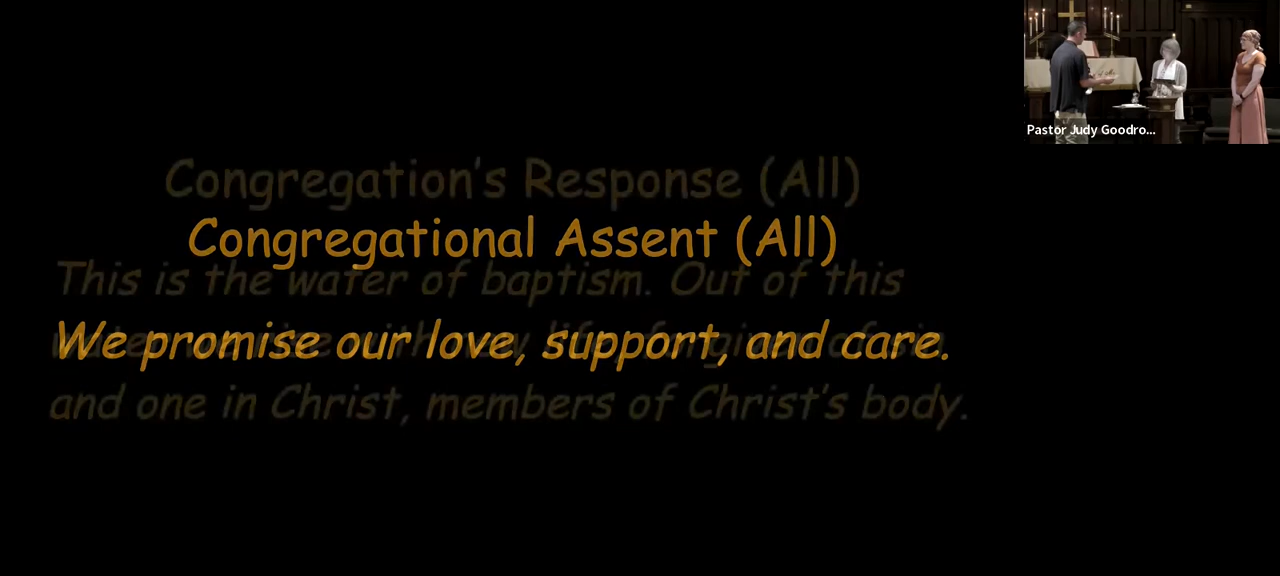 Pastor Judy Goodro...
Congregation's Response (All)
Congregational Assent (All)
This is the water of baptism. Out of this
We promise our love, support, and care.
and one in Christ, members of Christ's body.